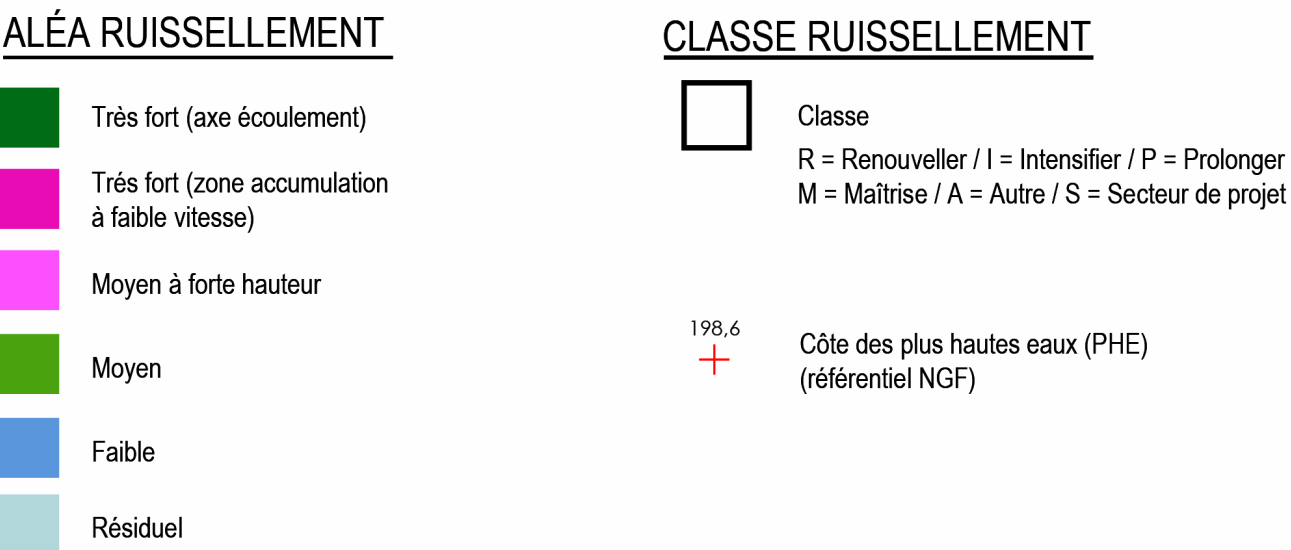 ALÉA RUISSELLEMENT
Très fort (axe écoulement)
Trés fort (zone accumulation
à faible vitesse)
Moyen à forte hauteur
Moyen
Faible
Résiduel
CLASSE RUISSELLEMENT
Classe
R = Renouveller / I = Intensifier / P = Prolonger
M = Maîtrise / A = Autre / S = Secteur de projet
198,6
Côte des plus hautes eaux (PHE)
(référentiel NGF)